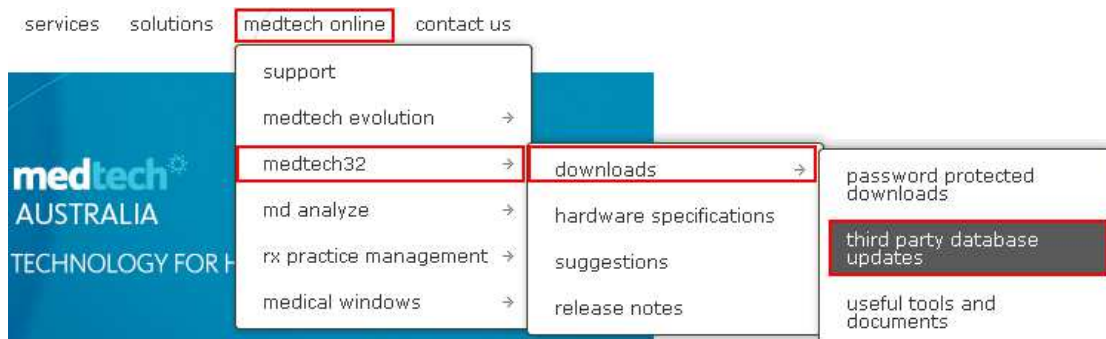 services solutions medtech online contact us
support
medtech evolution →
medtech32 →
md analyze →
rx practice management →
medical windows →
downloads →
hardware specifications
suggestions
release notes
password protected
downloads
third party database
updates
useful tools and
documents
medtech
AUSTRALIA
TECHNOLOGY FOR